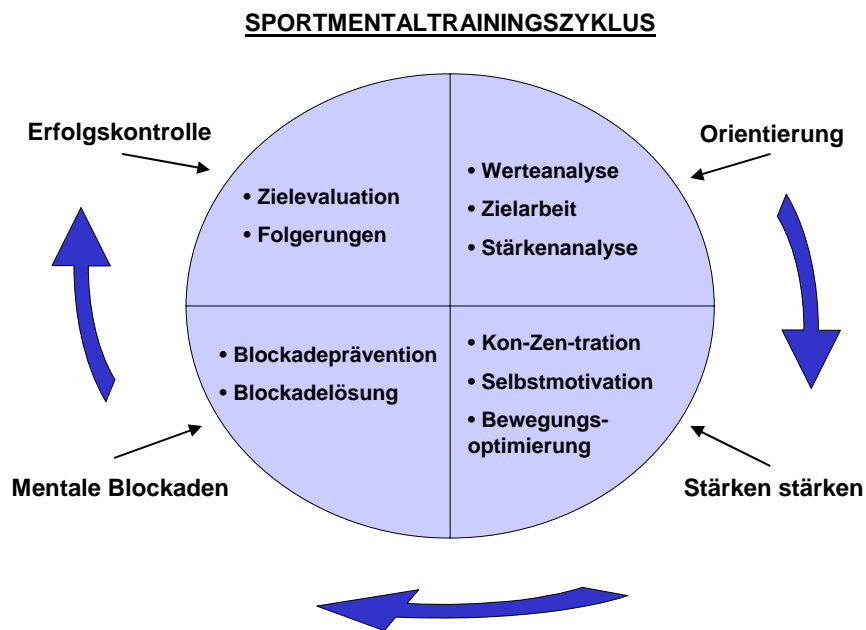 SPORTMENTALTRAININGSZYKLUS
Erfolgskontrolle
• Zielevaluation
• Folgerungen
Orientierung
• Werteanalyse
• Zielarbeit
• Stärkenanalyse
• Blockadeprävention
• Blockadelösung
Mentale Blockaden
• Kon-Zen-tration
• Selbstmotivation
• Bewegungs-
optimierung
Stärken stärken